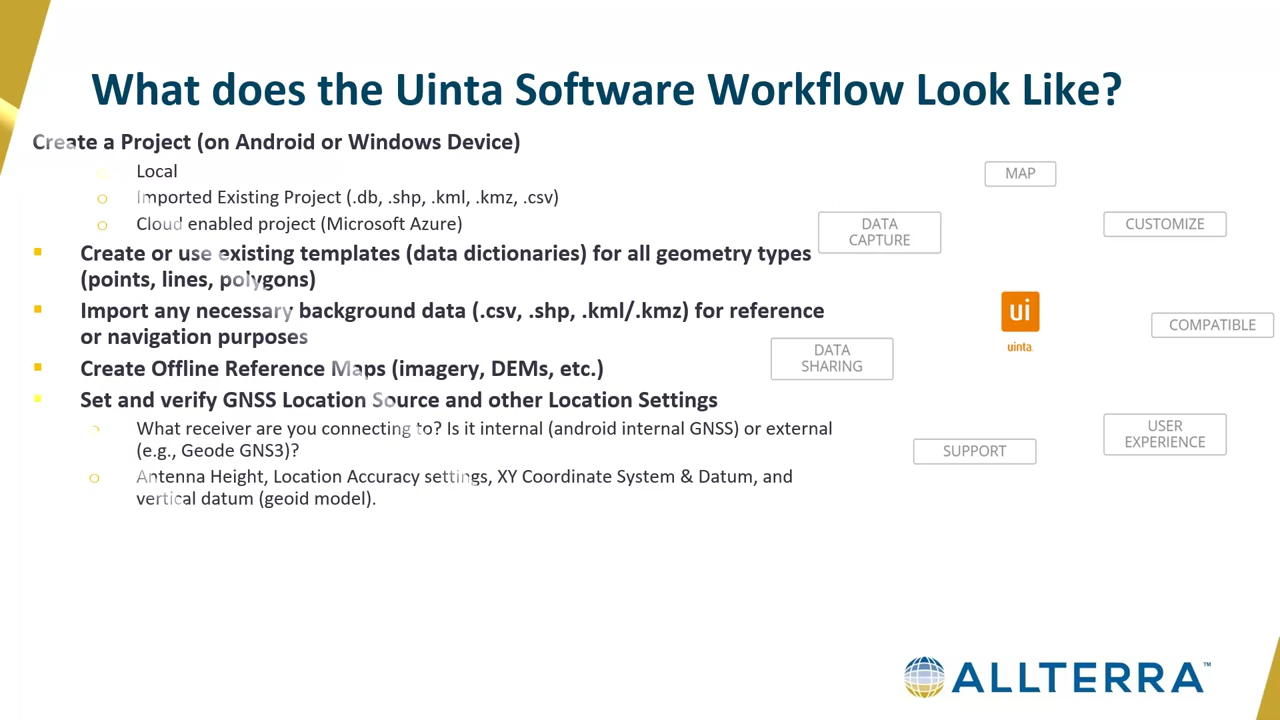 What does the Uinta Software Workflow Look Like?
Create a Project (on Android or Windows Device)
Local
Imported Existing Project (.db, .shp, .kml, .kmz, .csv)
Cloud enabled project (Microsoft Azure)
Create or use existing templates (data dictionaries) for all geometry types
(points, lines, polygons)
Import any necessary background data (.csv, .shp, .kml/.kmz) for reference
or navigation purposes
Create Offline Reference Maps (imagery, DEMs, etc.)
Set and verify GNSS Location Source and other Location Settings
What receiver are you connecting to? Is it internal (android internal GNSS) or external
(e.g., Geode GNS3)?
Antenna Height, Location Accuracy settings, XY Coordinate System & Datum, and
vertical datum (geoid model).
MAP
DATA
CAPTURE
CUSTOMIZE
ui
uinta
COMPATIBLE
DATA
SHARING
USER
EXPERIENCE
SUPPORT
ALLTERRA™